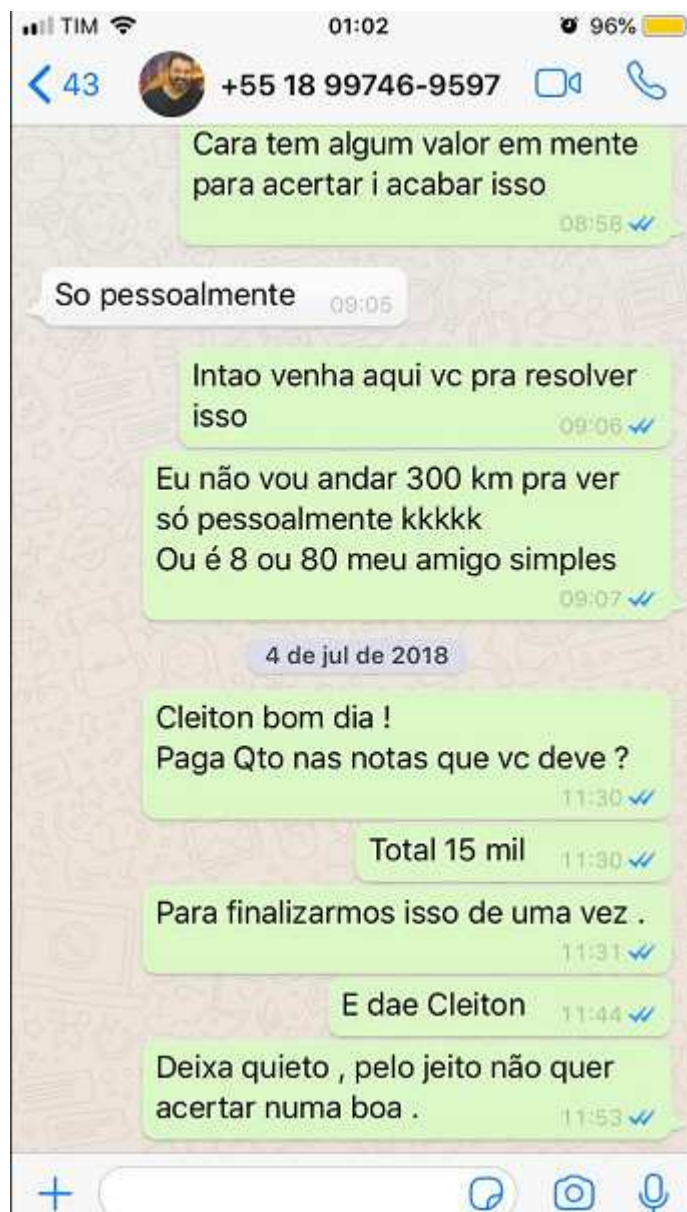 TIM 01:02 96%
43 +55 18 99746-9597
Cara tem algum valor em mente
para acertar i acabar isso
08:58
So pessoalmente 09:05
Intao venha aqui vc pra resolver
isso 09:06
Eu não vou andar 300 km pra ver
só pessoalmente kkkkk
Ou é 8 ou 80 meu amigo simples
09:07
4 de jul de 2018
Cleiton bom dia !
Paga Qto nas notas que vc deve ?
11:30
Total 15 mil 11:30
Para finalizarmos isso de uma vez .
11:31
E dae Cleiton 11:44
Deixa quieto , pelo jeito não quer
acertar numa boa . 11:53